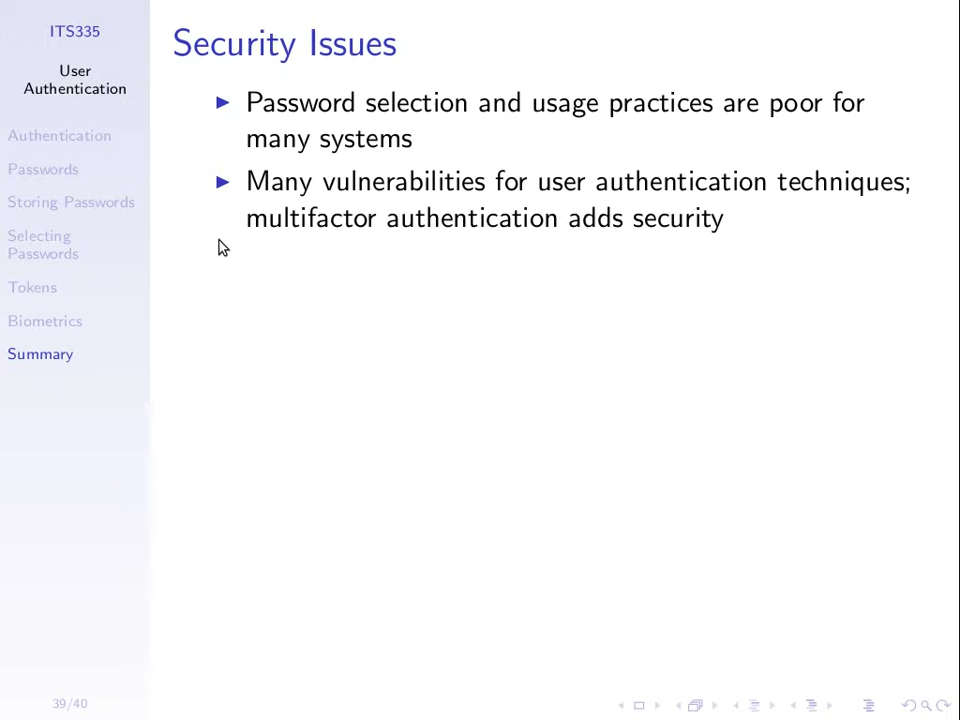 ITS335
User
Authentication
Authentication
Passwords
Storing Passwords
Selecting
Passwords
Tokens
Biometrics
Summary
39/40
Security Issues
Password selection and usage practices are poor for
many systems
Many vulnerabilities for user authentication techniques;
multifactor authentication adds security